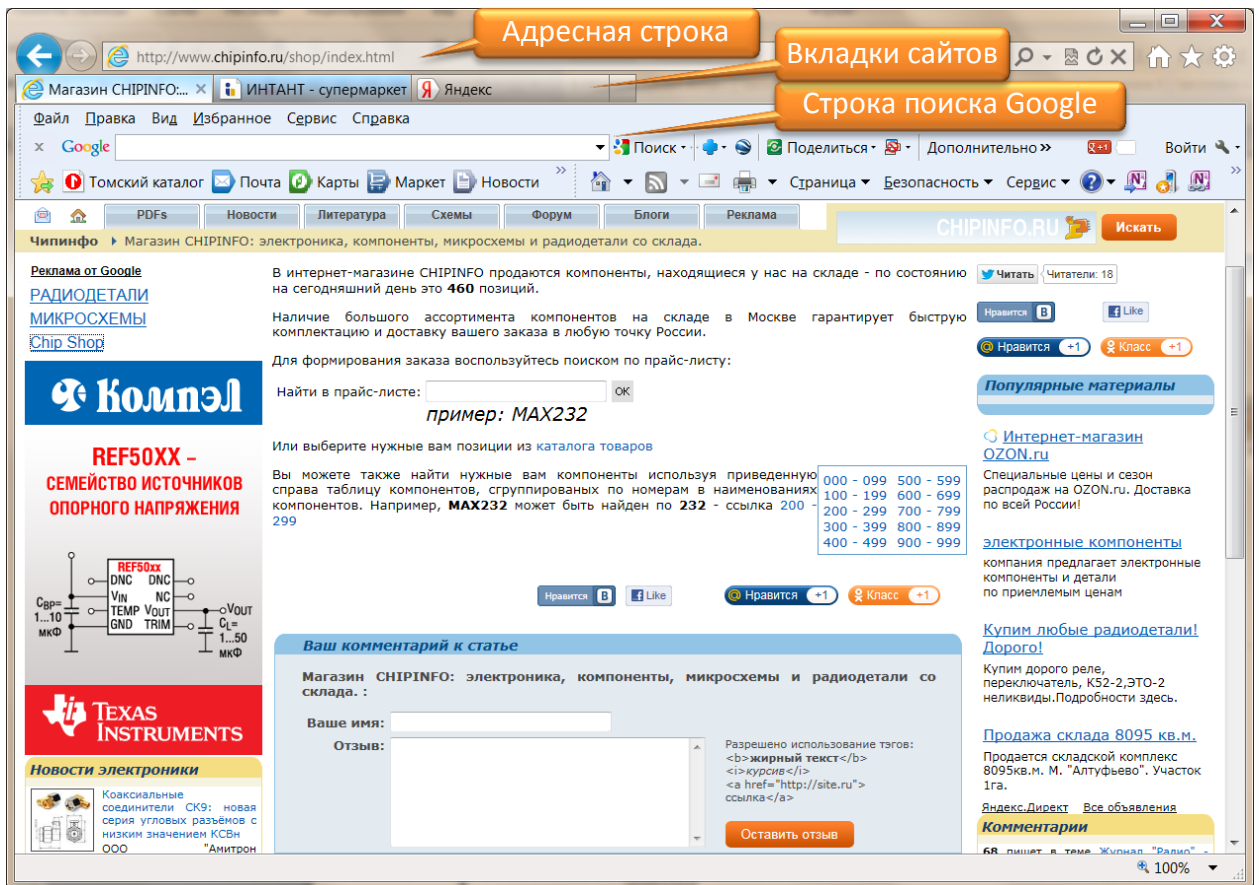 Адресная строка
http://www.chipinfo.ru/shop/index.html
Вкладки сайтов
Магазин CHIPINFO:...
ИНТАНТ - супермаркет
Яндекс
Строка поиска Google
Файл Правка Вид Избранное Сервис Справка
x Google
Поиск
Поделиться
Дополнительно »
Войти
Томский каталог
Почта
Карты
Маркет
Новости
Страница
Безопасность
Сервис
PDFs
Новости
Литература
Схемы
Форум
Блоги
Реклама
CHIPINFO.RU
Искать
Чипинфо
Магазин CHIPINFO: электроника, компоненты, микросхемы и радиодетали со склада.
Реклама от Google
РАДИОДЕТАЛИ
МИКРОСХЕМЫ
Chip Shop
Компэл
REF50XX –
СЕМЕЙСТВО ИСТОЧНИКОВ
ОПОРНОГО НАПРЯЖЕНИЯ
REF50xx
DNC DNC
VIN NC
TEMP VOUT
GND TRIM
VOUT
CBP=
1...10
мкФ
CL=
1...50
мкФ
TEXAS
INSTRUMENTS
Новости электроники
Коаксиальные
соединители СК9: новая
серия угловых разъёмов с
низким значением КСВн
ООО "Амитрон
В интернет-магазине CHIPINFO продаются компоненты, находящиеся у нас на складе - по состоянию
на сегодняшний день это 460 позиций.
Наличие большого ассортимента компонентов на складе в Москве гарантирует быструю
комплектацию и доставку вашего заказа в любую точку России.
Для формирования заказа воспользуйтесь поиском по прайс-листу:
Найти в прайс-листе:
OK
пример: MAX232
Или выберите нужные вам позиции из каталога товаров
Вы можете также найти нужные вам компоненты используя приведенную
справа таблицу компонентов, сгруппированых по номерам в наименованиях
компонентов. Например, MAX232 может быть найден по 232 - ссылка 200 -
299
000 - 099 500 - 599
100 - 199 600 - 699
200 - 299 700 - 799
300 - 399 800 - 899
400 - 499 900 - 999
Нравится B
Like
Нравится +1
Класс +1
Ваш комментарий к статье
Магазин CHIPINFO: электроника, компоненты, микросхемы и радиодетали со
склада. :
Ваше имя:
Отзыв:
Разрешено использование тэгов:
<b>жирный текст</b>
<i>курсив</i>
<a href="http://site.ru">
ссылка</a>
Оставить отзыв
Читать
Читатели: 18
Нравится B
Like
Нравится +1
Класс +1
Популярные материалы
Интернет-магазин
OZON.ru
Специальные цены и сезон
распродаж на OZON.ru. Доставка
по всей России!
электронные компоненты
компания предлагает электронные
компоненты и детали
по приемлемым ценам
Купим любые радиодетали!
Дорого!
Купим дорого реле,
переключатель, К52-2,ЭТО-2
неликвиды.Подробности здесь.
Продажа склада 8095 кв.м.
Продается складской комплекс
8095кв.м. М. "Алтуфьево". Участок
1га.
Яндекс.Директ Все объявления
Комментарии
68 пишет в теме Журнал "Радио" -
100%